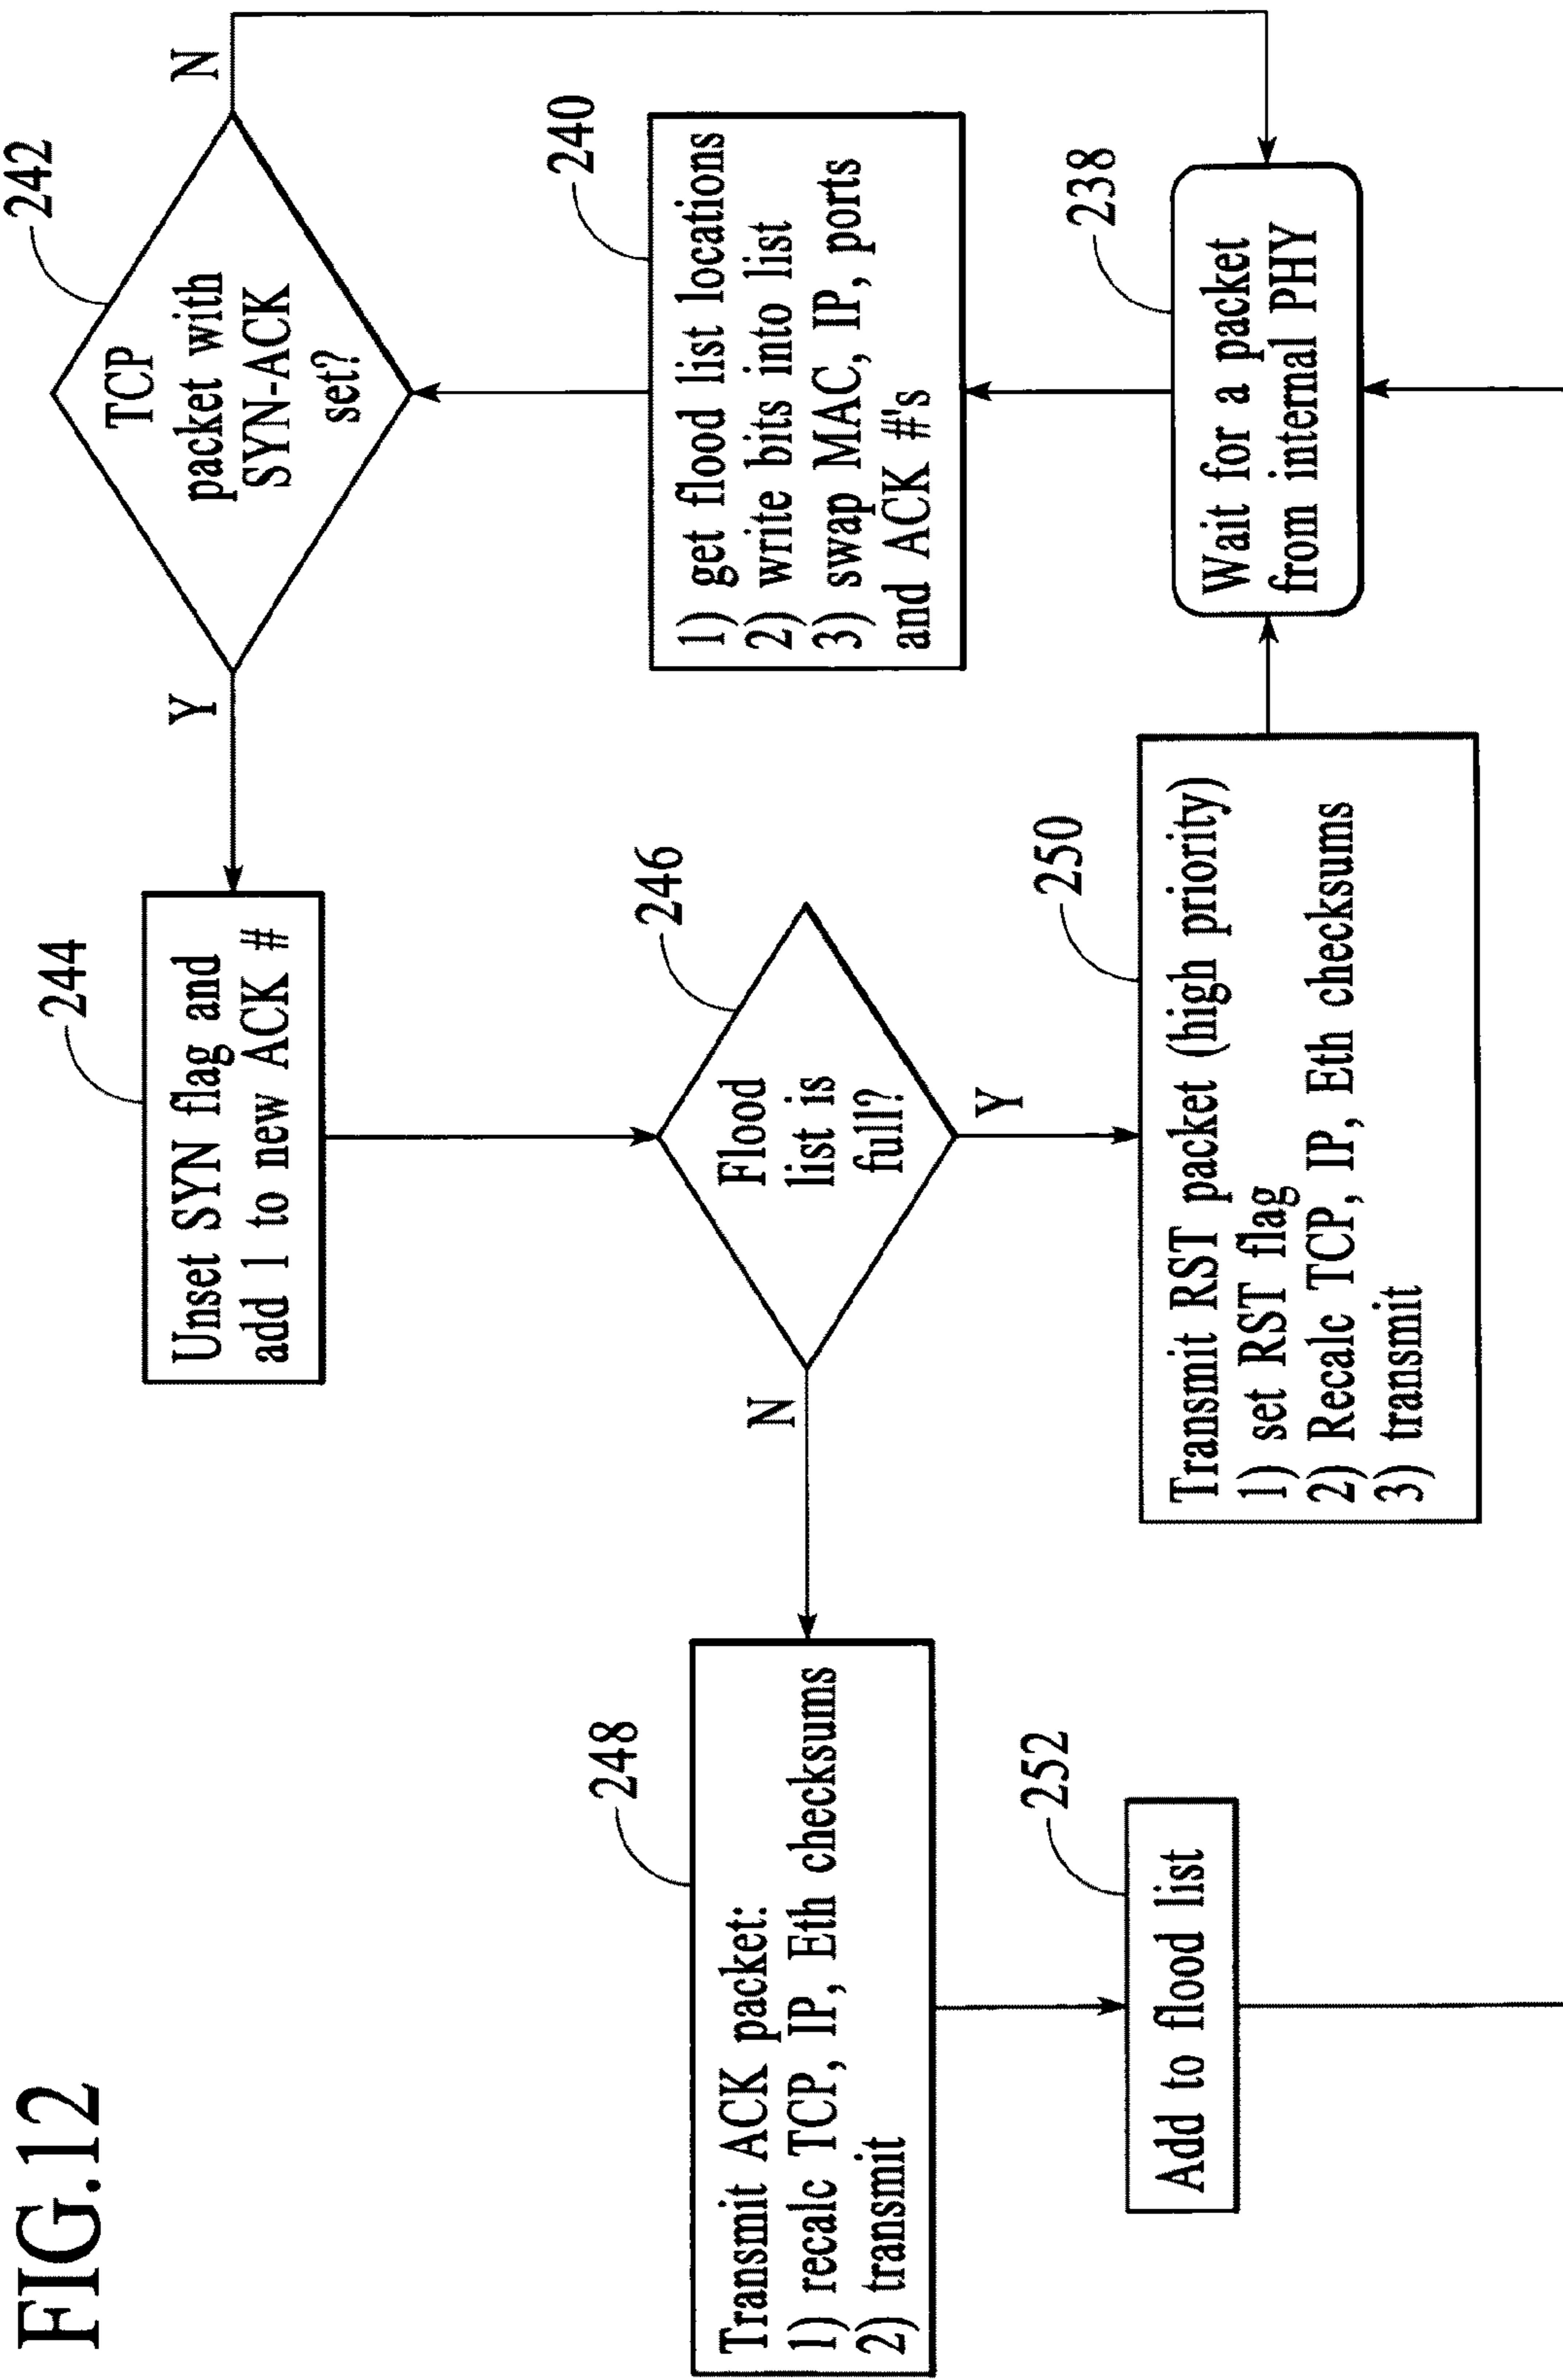 FIG.12
244
Unset SYN flag and
add 1 to new ACK #
Y
242
TCP
packet with
SYN-ACK
set?
N
248
Transmit ACK packet:
1) recalc TCP, IP, Eth checksums
2) transmit
N
246
Flood
list is
full?
Y
240
1) get flood list locations
2) write bits into list
3) swap MAC, IP, ports
and ACK #'s
252
Add to flood list
250
Transmit RST packet (high priority)
1) set RST flag
2) Recalc TCP, IP, Eth checksums
3) transmit
238
Wait for a packet
from internal PHY